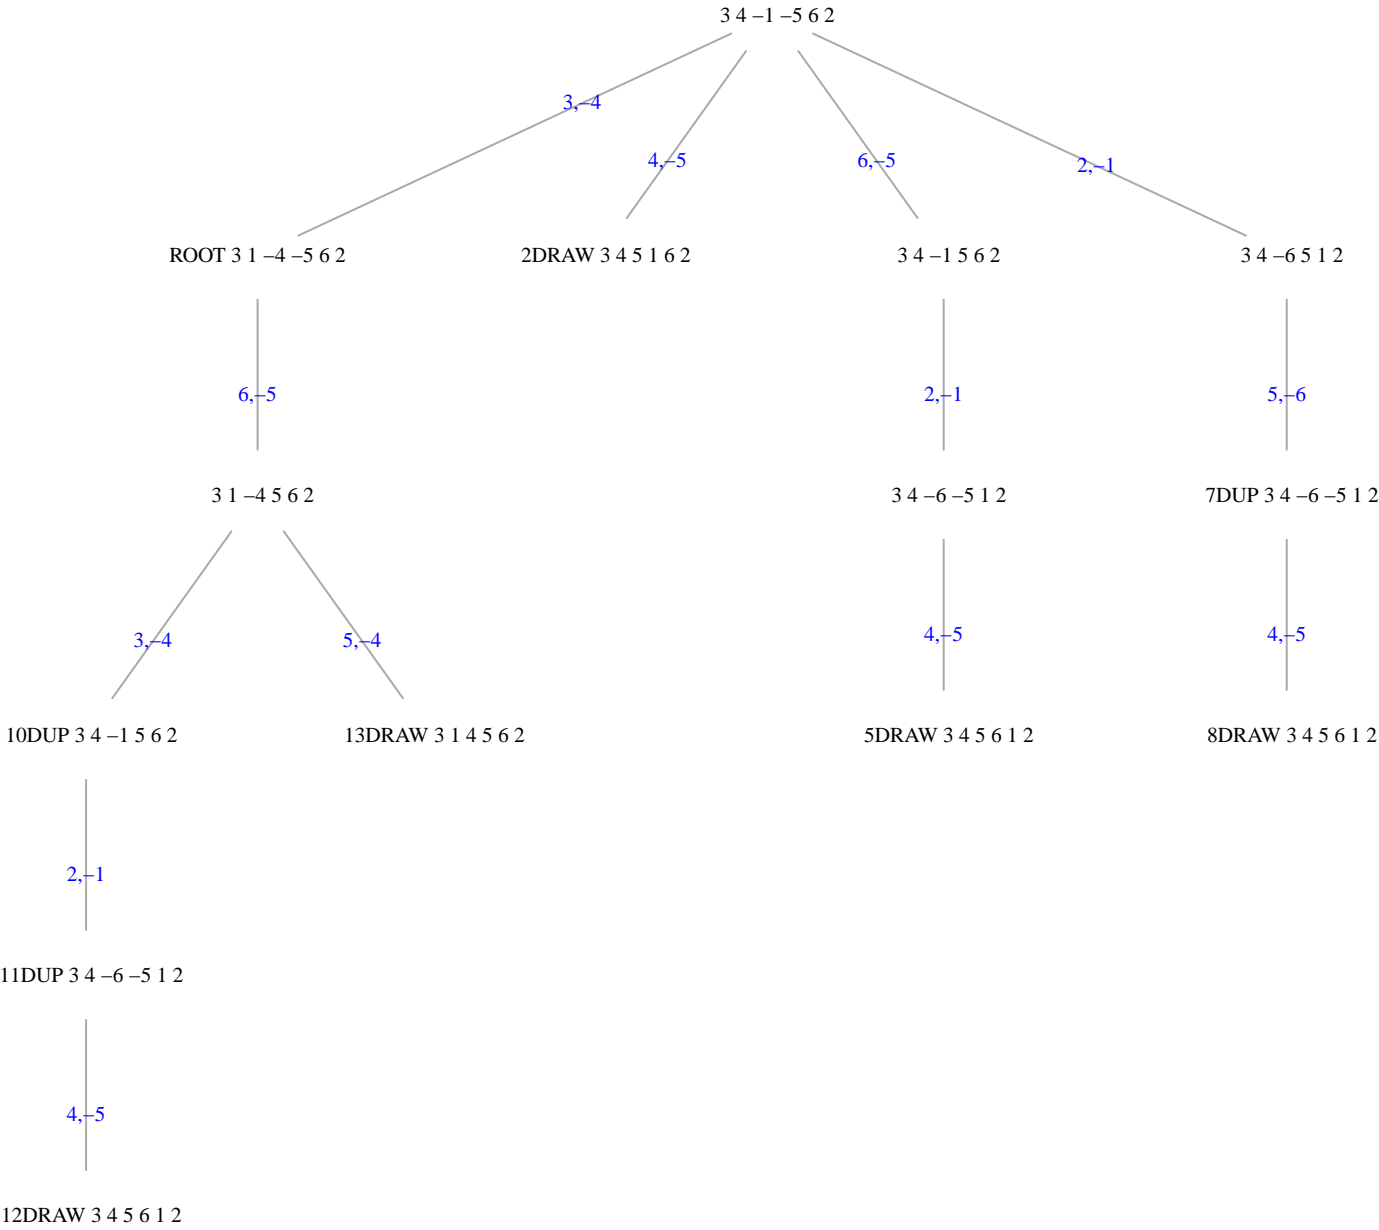 3 4 –1 –5 6 2
3,–4
4,–5
6,–5
2,–1
ROOT 3 1 –4 –5 6 2
2DRAW 3 4 5 1 6 2
3 4 –1 5 6 2
3 4 –6 5 1 2
6,–5
2,–1
5,–6
3 1 –4 5 6 2
3 4 –6 –5 1 2
7DUP 3 4 –6 –5 1 2
3,–4
5,–4
4,–5
4,–5
10DUP 3 4 –1 5 6 2
13DRAW 3 1 4 5 6 2
5DRAW 3 4 5 6 1 2
8DRAW 3 4 5 6 1 2
2,–1
11DUP 3 4 –6 –5 1 2
4,–5
12DRAW 3 4 5 6 1 2